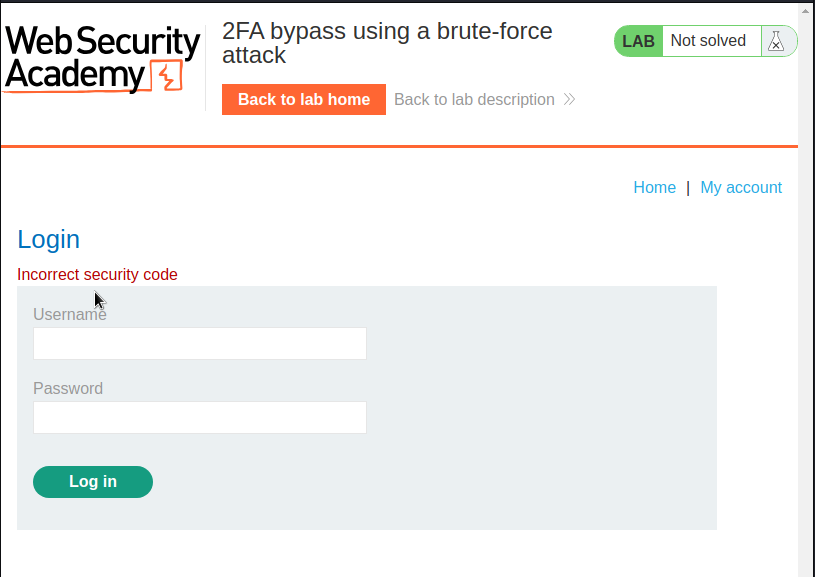 Web Security
Academy
2FA bypass using a brute-force
attack
LAB Not solved
Back to lab home Back to lab description
Home | My account
Login
Incorrect security code
Username
Password
Log in